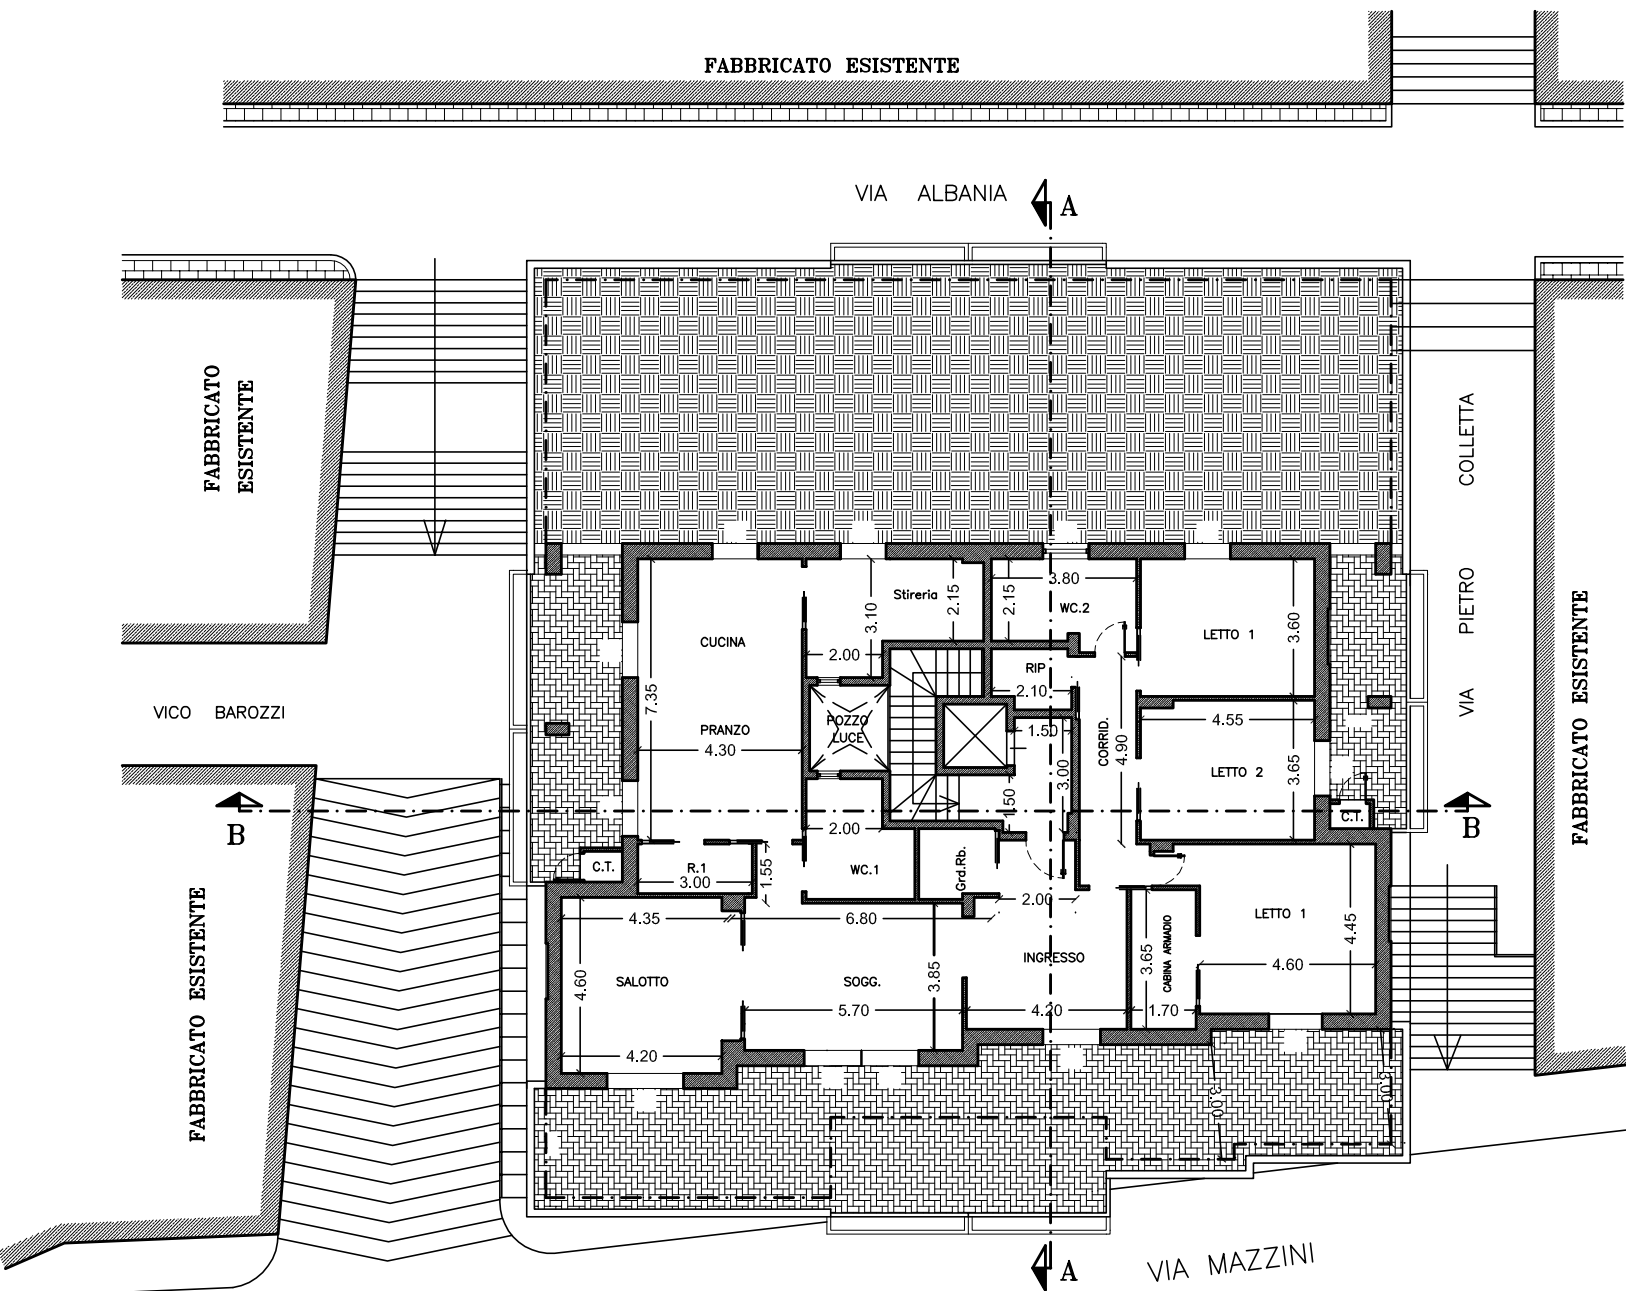 FABBRICATO ESISTENTE
VIA ALBANIA
A
FABBRICATO
ESISTENTE
VIA PIETRO COLLETTA
FABBRICATO ESISTENTE
VICO BAROZZI
Stireria
2.15
3.10
2.00
3.80
2.15
WC.2
LETTO 1
3.60
CUCINA
7.35
RIP
2.10
PRANZO
4.30
POZZO
LUCE
1.50
3.00
1.50
CORRID.
4.90
4.55
LETTO 2
3.65
C.T.
B
B
2.00
C.T.
R.1
3.00
1.55
WC.1
Grd.Rb.
2.00
4.35
6.80
SALOTTO
4.60
4.20
SOGG.
3.85
5.70
INGRESSO
4.20
3.65
CABINA ARMADIO
1.70
LETTO 1
4.45
4.60
3.00
3.00
FABBRICATO ESISTENTE
A
VIA MAZZINI